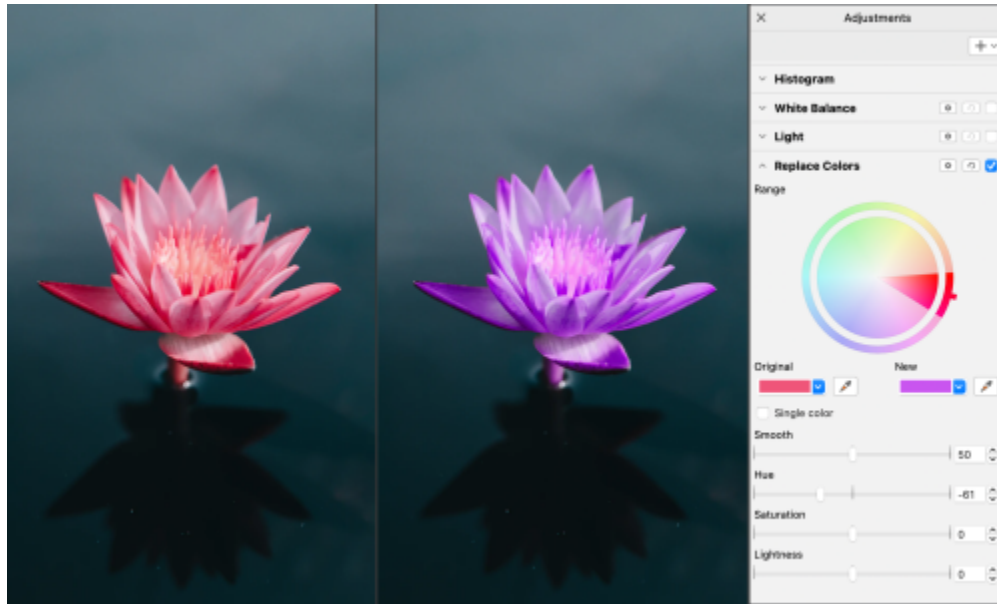 Adjustments
Histogram
White Balance
Light
Replace Colors
Range
Original New
Single color
Smooth
50
Hue
-61
Saturation
0
Lightness
0